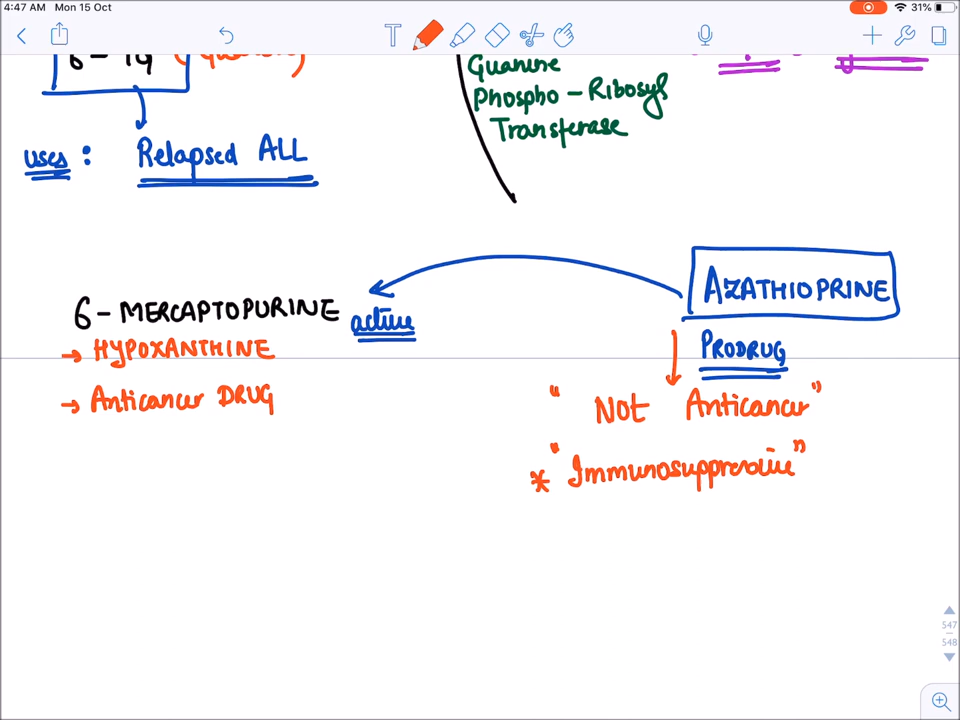 4:47 AM Mon 15 Oct
31%
T
Guanine
Phospho - Ribosyl
Transferase
uses : Relapsed ALL
AZATHIOPRINE
6 - MERCAPTOPURINE active
PRODRUG
→ HYPOXANTHINE
→ Anticancer DRUG
" Not Anticancer "
* " Immunosuppressive "
547
548